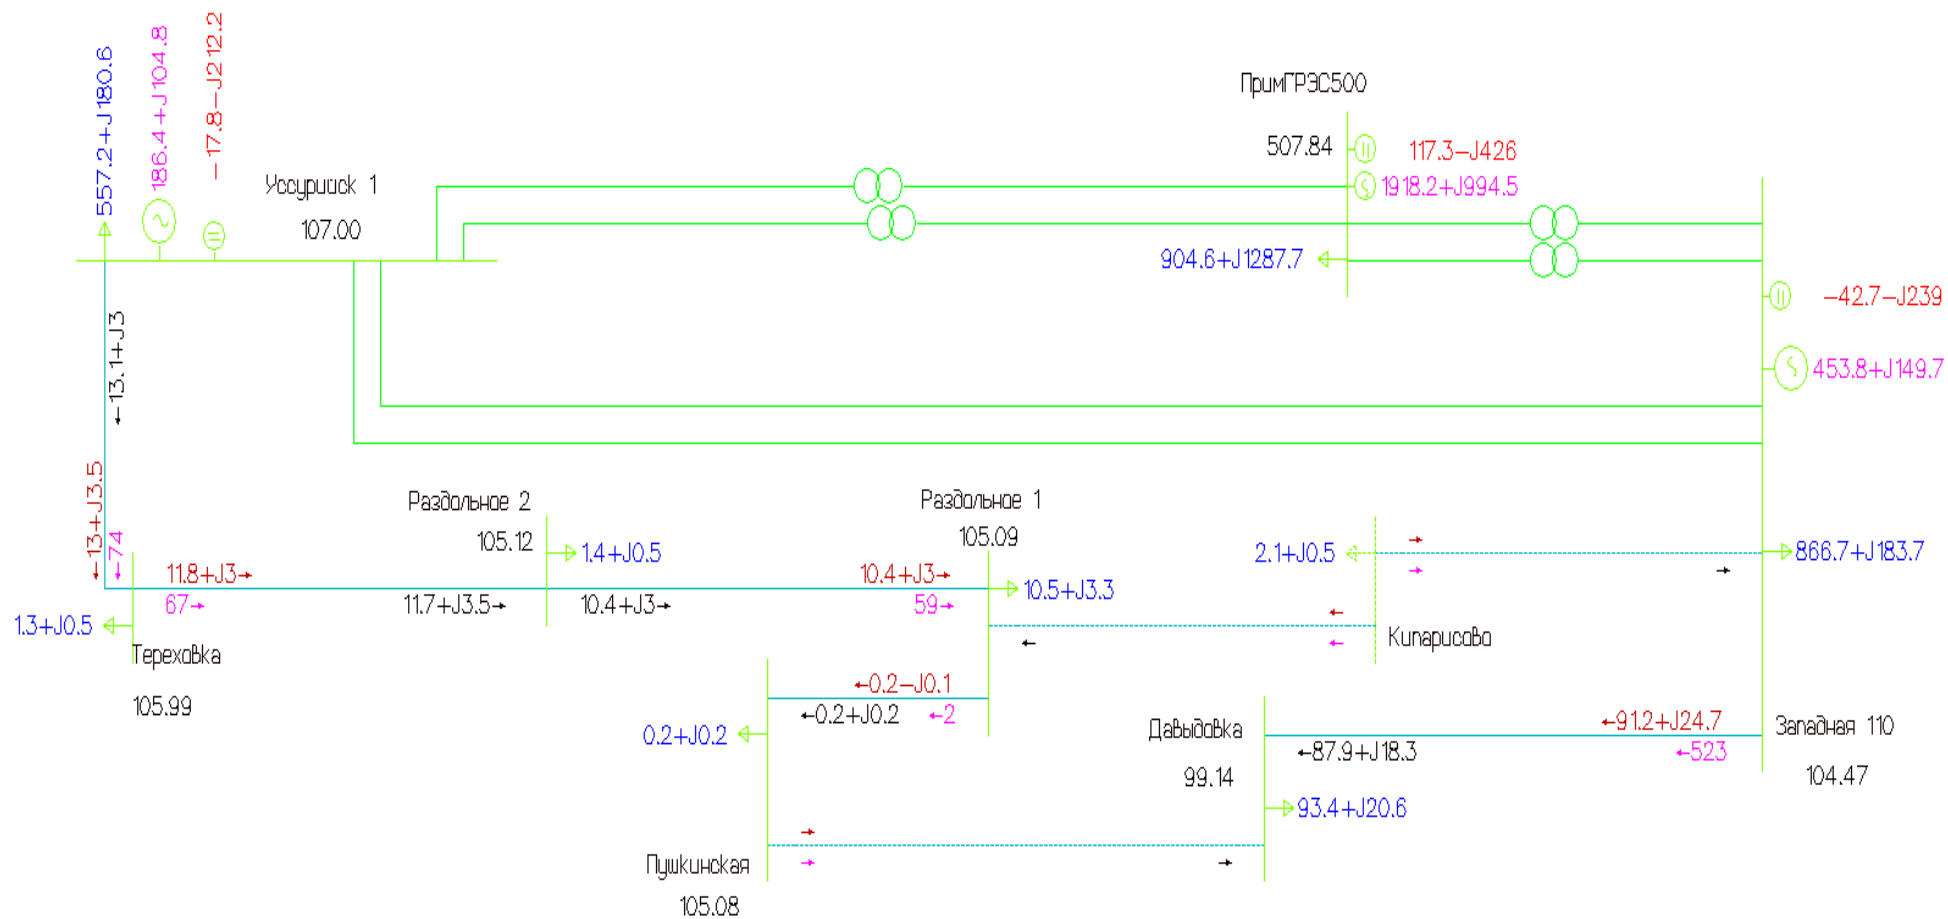 557.2+J180.6
186.4+J104.8
-17.8-J212.2
Уссурийск 1
107.00
ПримГРЭС500
507.84
117.3-J426
1918.2+J994.5
904.6+J1287.7
-42.7-J239
453.8+J149.7
13.1+J3
13+J3.5
74
Раздольное 2
105.12
1.4+J0.5
Раздольное 1
105.09
2.1+J0.5
866.7+J183.7
11.8+J3
67
11.7+J3.5
10.4+J3
10.4+J3
59
10.5+J3.3
1.3+J0.5
Тереховка
105.99
Кипарисово
0.2-J0.1
0.2+J0.2
2
0.2+J0.2
Давыдовка
99.14
91.2+J24.7
87.9+J18.3
523
Западная 110
104.47
93.4+J20.6
Пушкинская
105.08